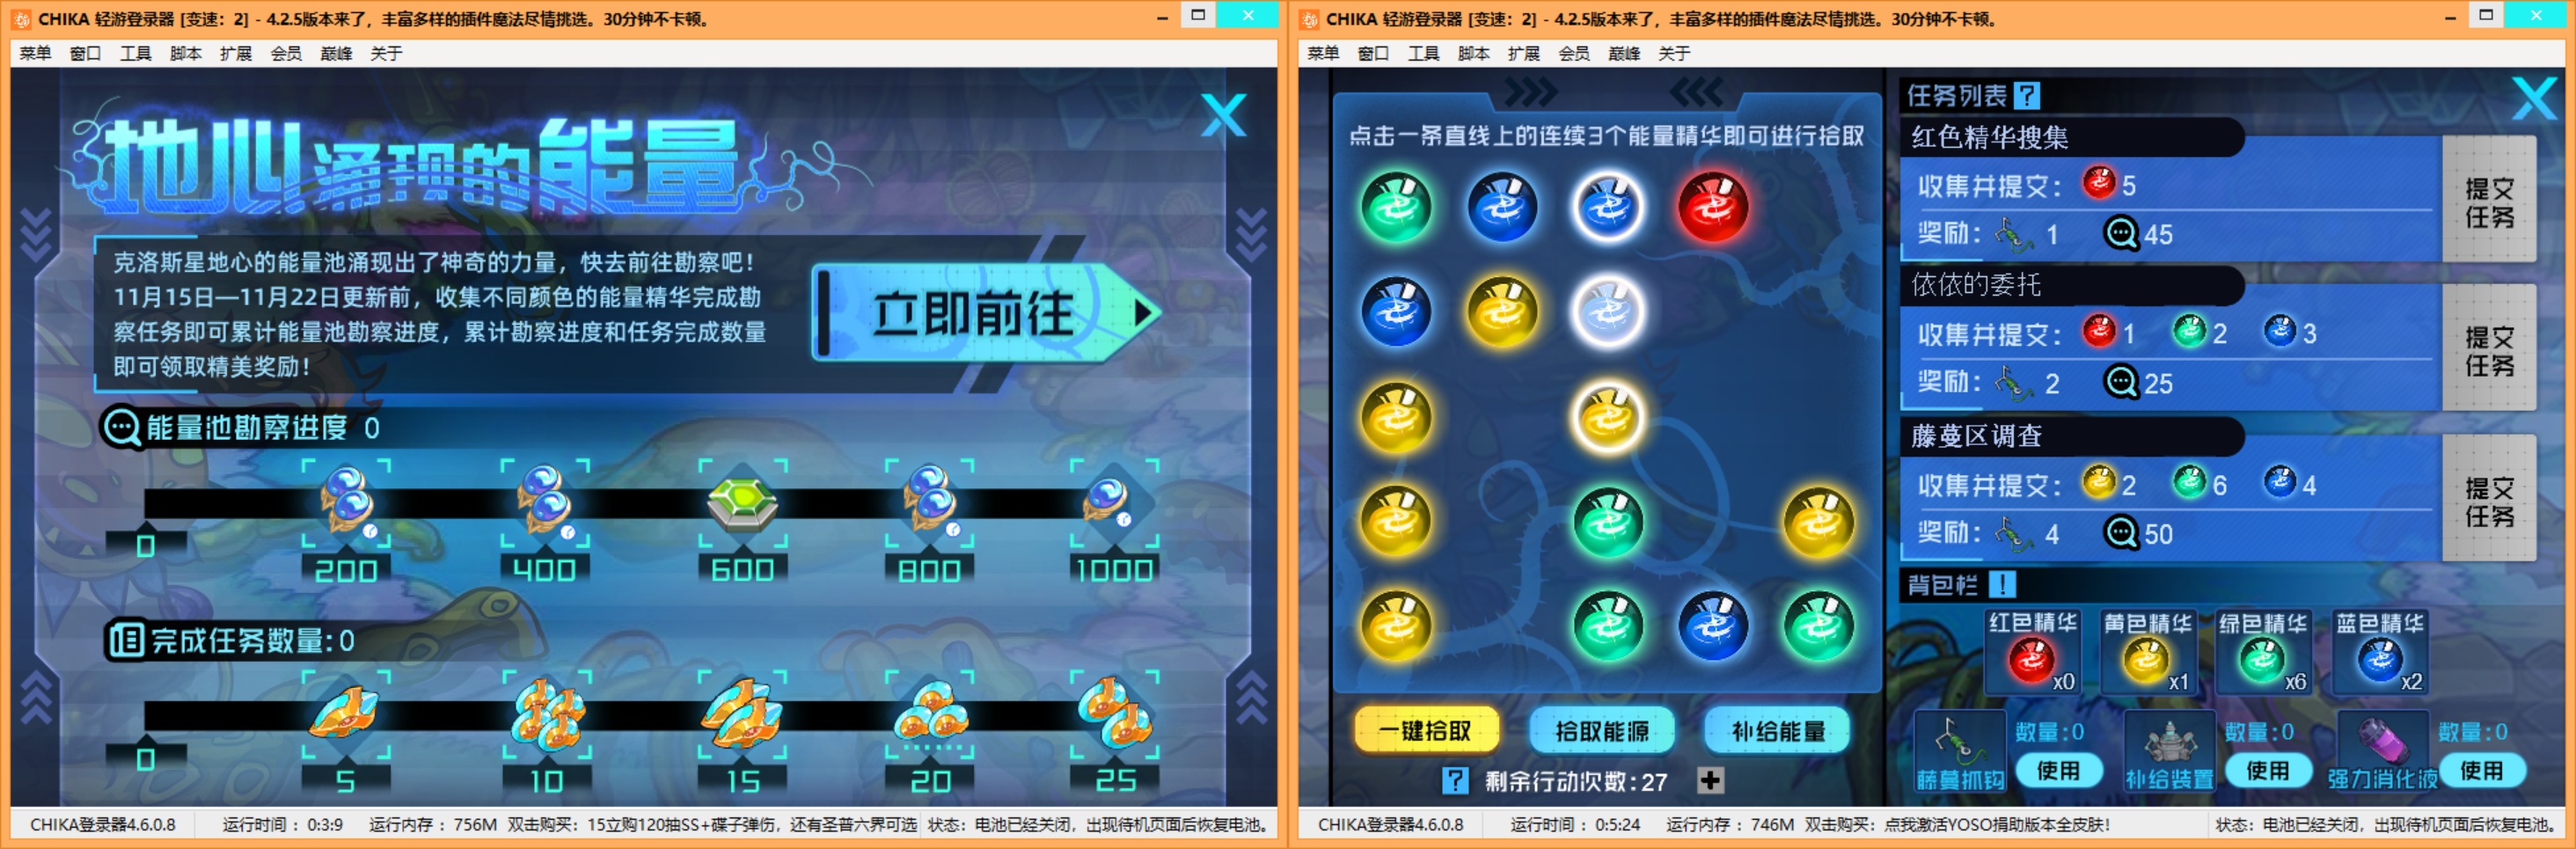 CHIKA 轻游登录器 [变速：2] - 4.2.5版本来了，丰富多样的插件魔法尽情挑选。30分钟不卡顿。
菜单 窗口 工具 脚本 扩展 会员 巅峰 关于
地心涌现的能量
克洛斯星地心的能量池涌现出了神奇的力量，快去前往勘察吧！
11月15日—11月22日更新前，收集不同颜色的能量精华完成勘
察任务即可累计能量池勘察进度，累计勘察进度和任务完成数量
即可领取精美奖励！
立即前往
能量池勘察进度 0
0 200 400 600 800 1000
完成任务数量:0
0 5 10 15 20 25
CHIKA登录器4.6.0.8 运行时间 ：0:3:9 运行内存 ：756M 双击购买：15立购120抽SS+碟子弹伤，还有圣普六界可选 状态：电池已经关闭，出现待机页面后恢复电池。
CHIKA 轻游登录器 [变速：2] - 4.2.5版本来了，丰富多样的插件魔法尽情挑选。30分钟不卡顿。
菜单 窗口 工具 脚本 扩展 会员 巅峰 关于
点击一条直线上的连续3个能量精华即可进行拾取
一键拾取 拾取能源 补给能量
? 剩余行动次数:27 +
任务列表 ?
红色精华搜集
收集并提交： 5
奖励： 1 45
提交
任务
依依的委托
收集并提交： 1 2 3
奖励： 2 25
提交
任务
藤蔓区调查
收集并提交： 2 6 4
奖励： 4 50
提交
任务
背包栏 !
红色精华 黄色精华 绿色精华 蓝色精华
x0 x1 x6 x2
数量:0 数量:0 数量:0
使用 使用 使用
藤蔓抓钩 补给装置 强力消化液
CHIKA登录器4.6.0.8 运行时间 ：0:5:24 运行内存 ：746M 双击购买：点我激活YOSO捐助版本全皮肤！ 状态：电池已经关闭，出现待机页面后恢复电池。